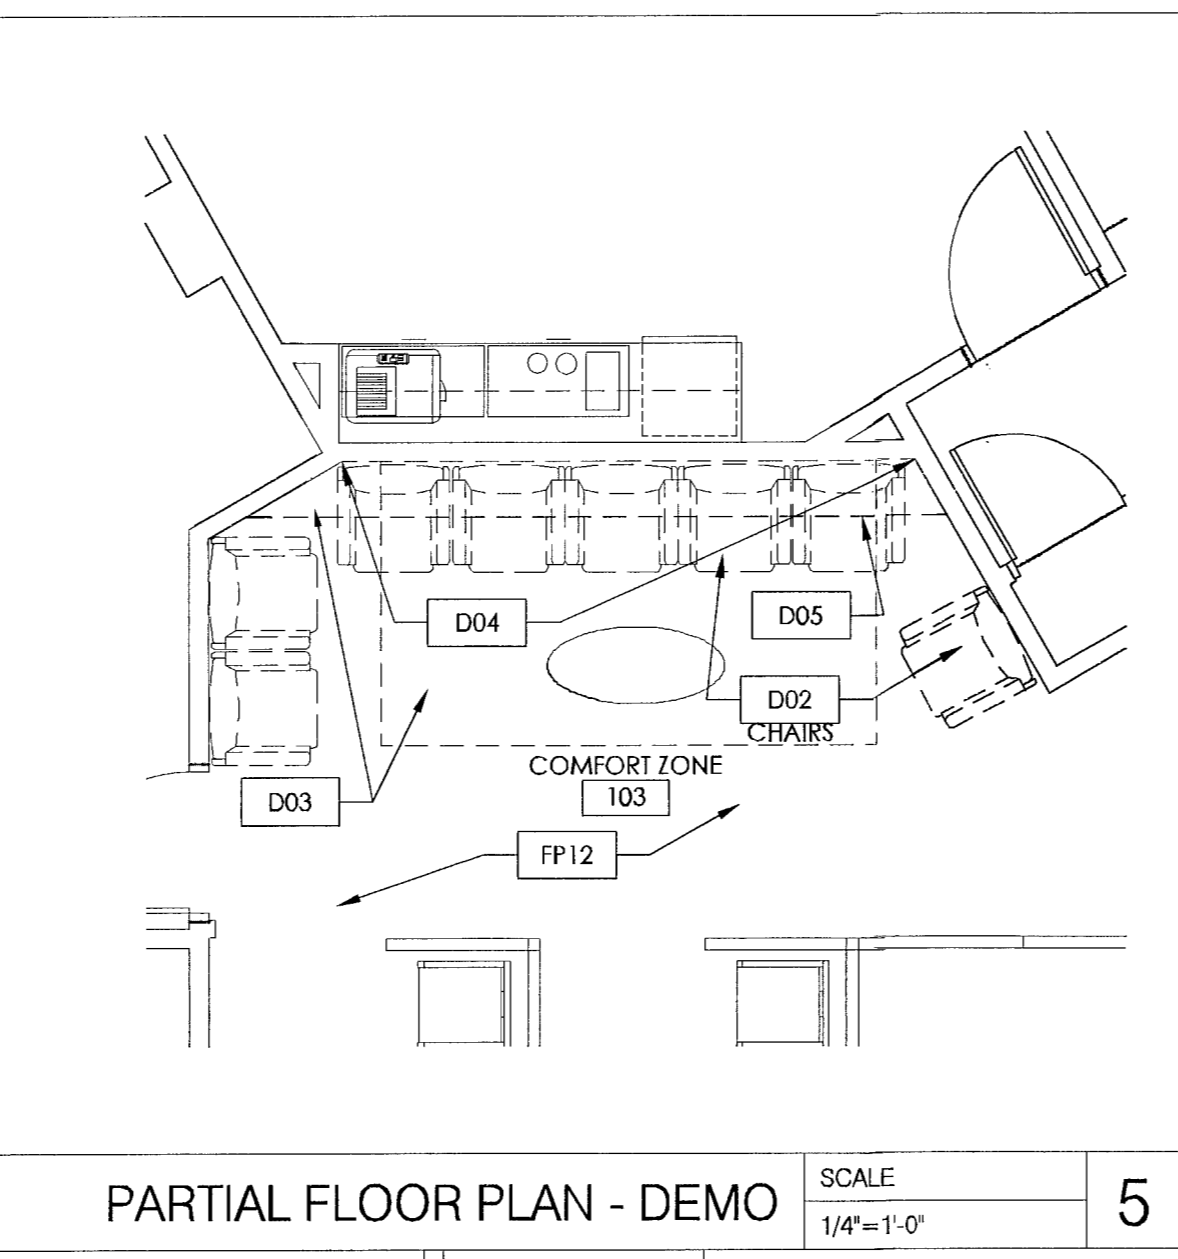 D04
D05
D02
CHAIRS
COMFORT ZONE
103
D03
FP12
PARTIAL FLOOR PLAN - DEMO
SCALE
1/4"=1'-0"
5